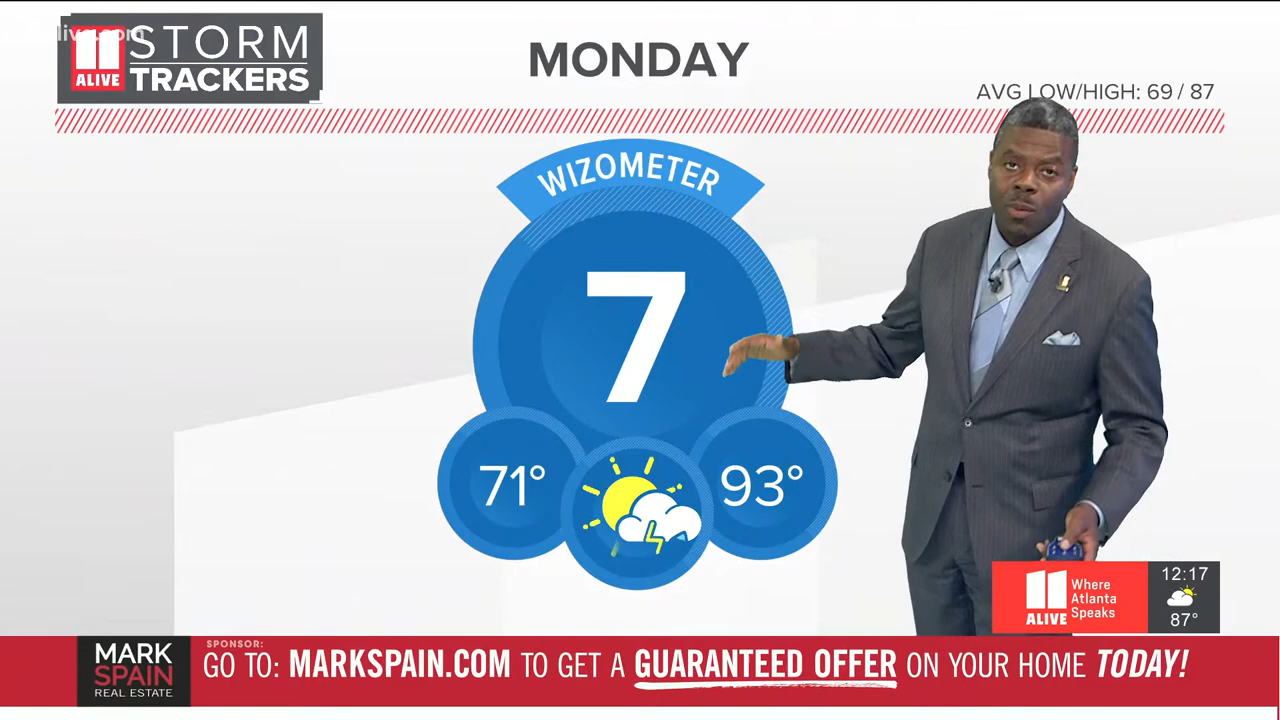 live.com
11
ALIVE
STORM
TRACKERS
MONDAY
AVG LOW/HIGH: 69 / 87
WIZOMETER
7
71°
93°
11
ALIVE
Where
Atlanta
Speaks
12:17
87°
MARK
SPAIN
REAL ESTATE
SPONSOR:
GO TO: MARKSPAIN.COM TO GET A GUARANTEED OFFER ON YOUR HOME TODAY!